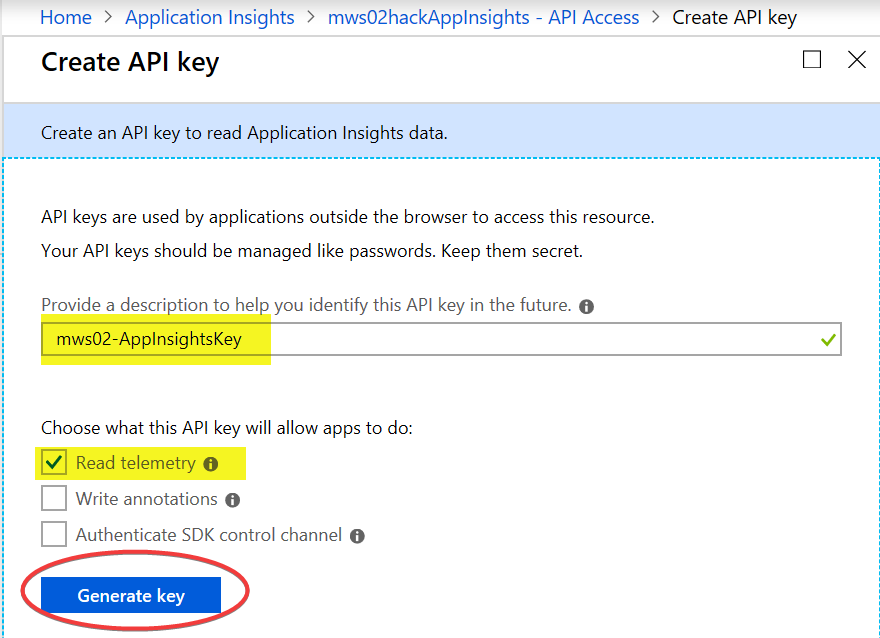 Home > Application Insights > mws02hackAppInsights - API Access > Create API key
Create API key
Create an API key to read Application Insights data.
API keys are used by applications outside the browser to access this resource.
Your API keys should be managed like passwords. Keep them secret.
Provide a description to help you identify this API key in the future.
mws02-AppInsightsKey
Choose what this API key will allow apps to do:
Read telemetry
Write annotations
Authenticate SDK control channel
Generate key